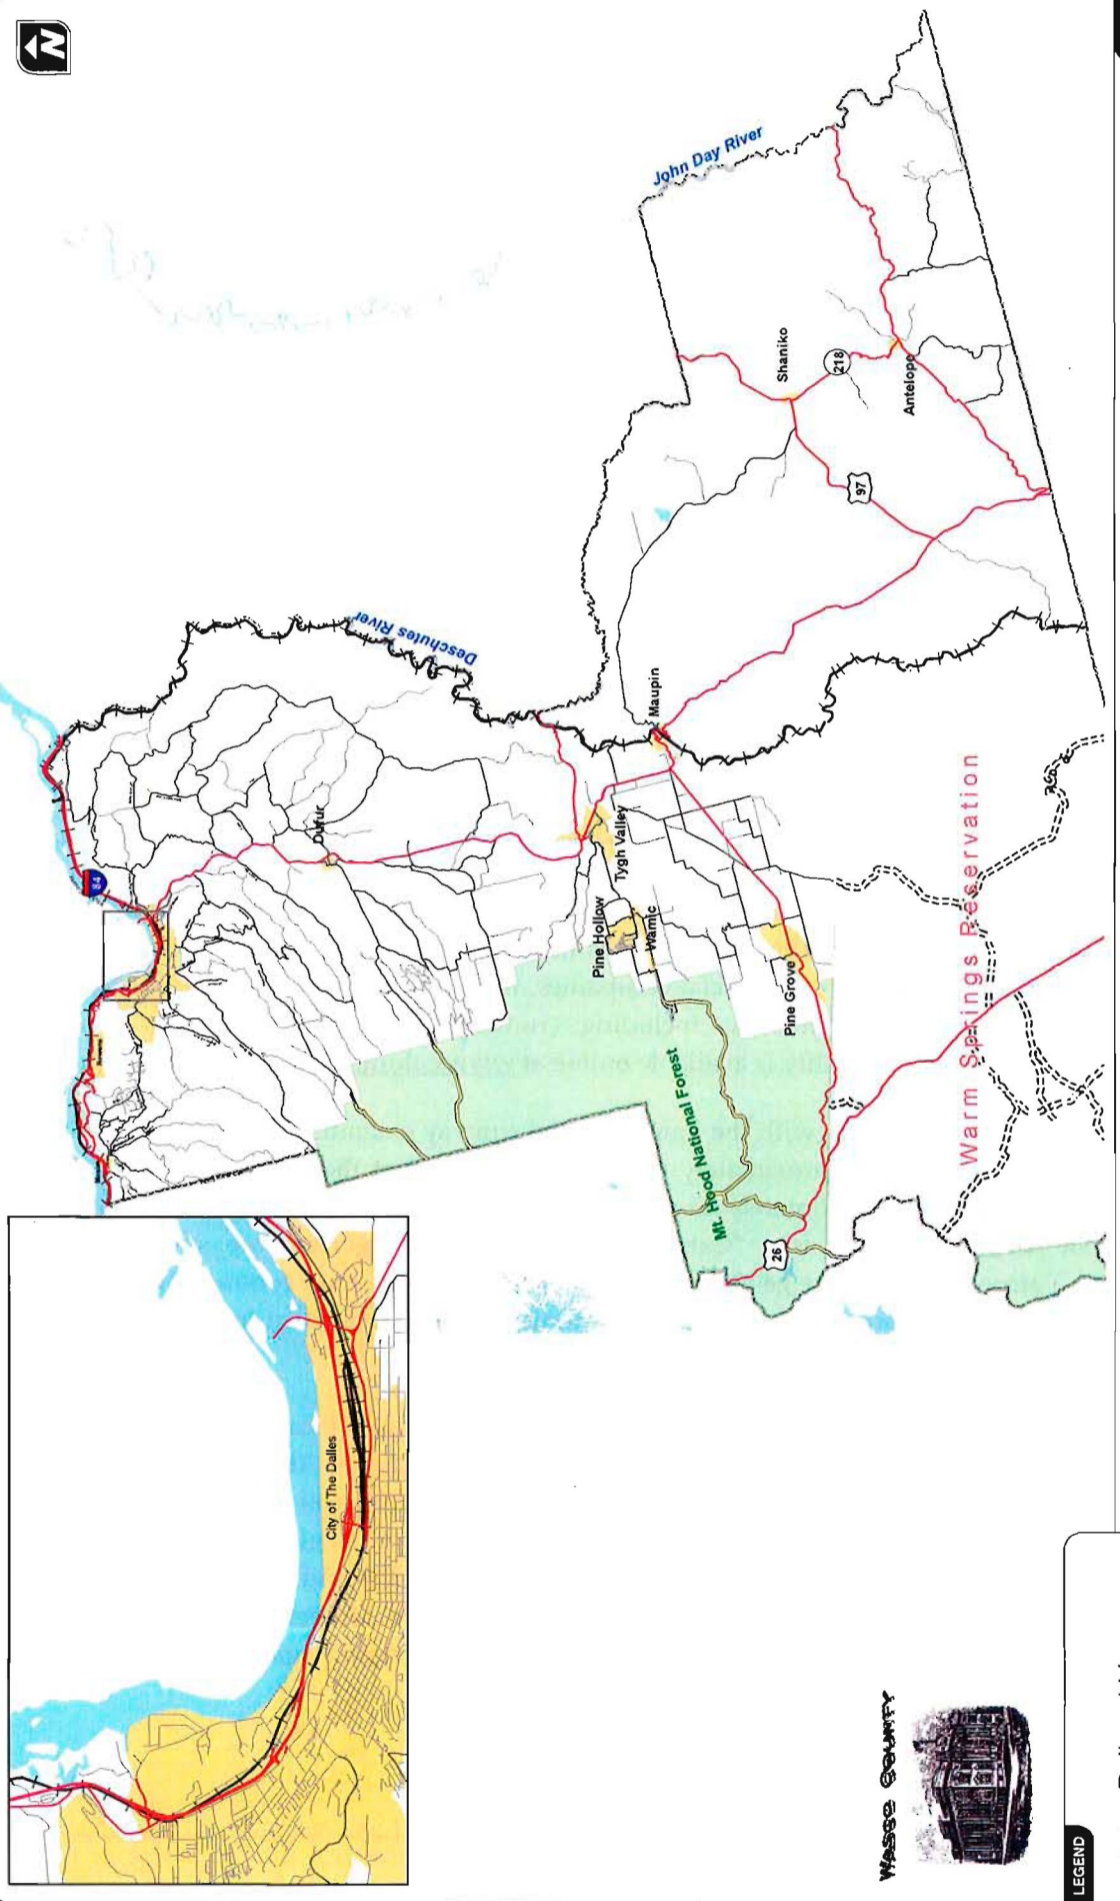 N
John Day River
Shaniko
218
Antelope
97
Deschutes River
Maupin
84
Dufur
Tygh Valley
Pine Hollow
Wamic
Pine Grove
Mt. Hood National Forest
26
Warm Springs Reservation
City of The Dalles
WASCO COUNTY
LEGEND